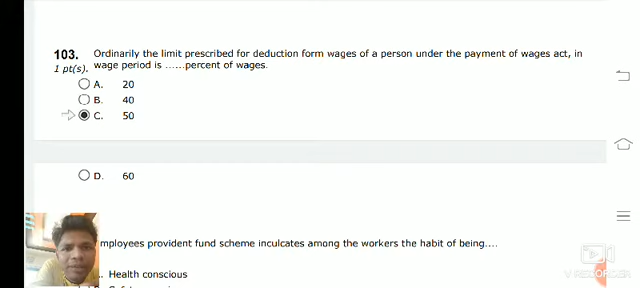 103. Ordinarily the limit prescribed for deduction form wages of a person under the payment of wages act, in
1 pt(s). wage period is ......percent of wages.
A. 20
B. 40
C. 50
D. 60
mployees provident fund scheme inculcates among the workers the habit of being....
Health conscious
V RECORDER